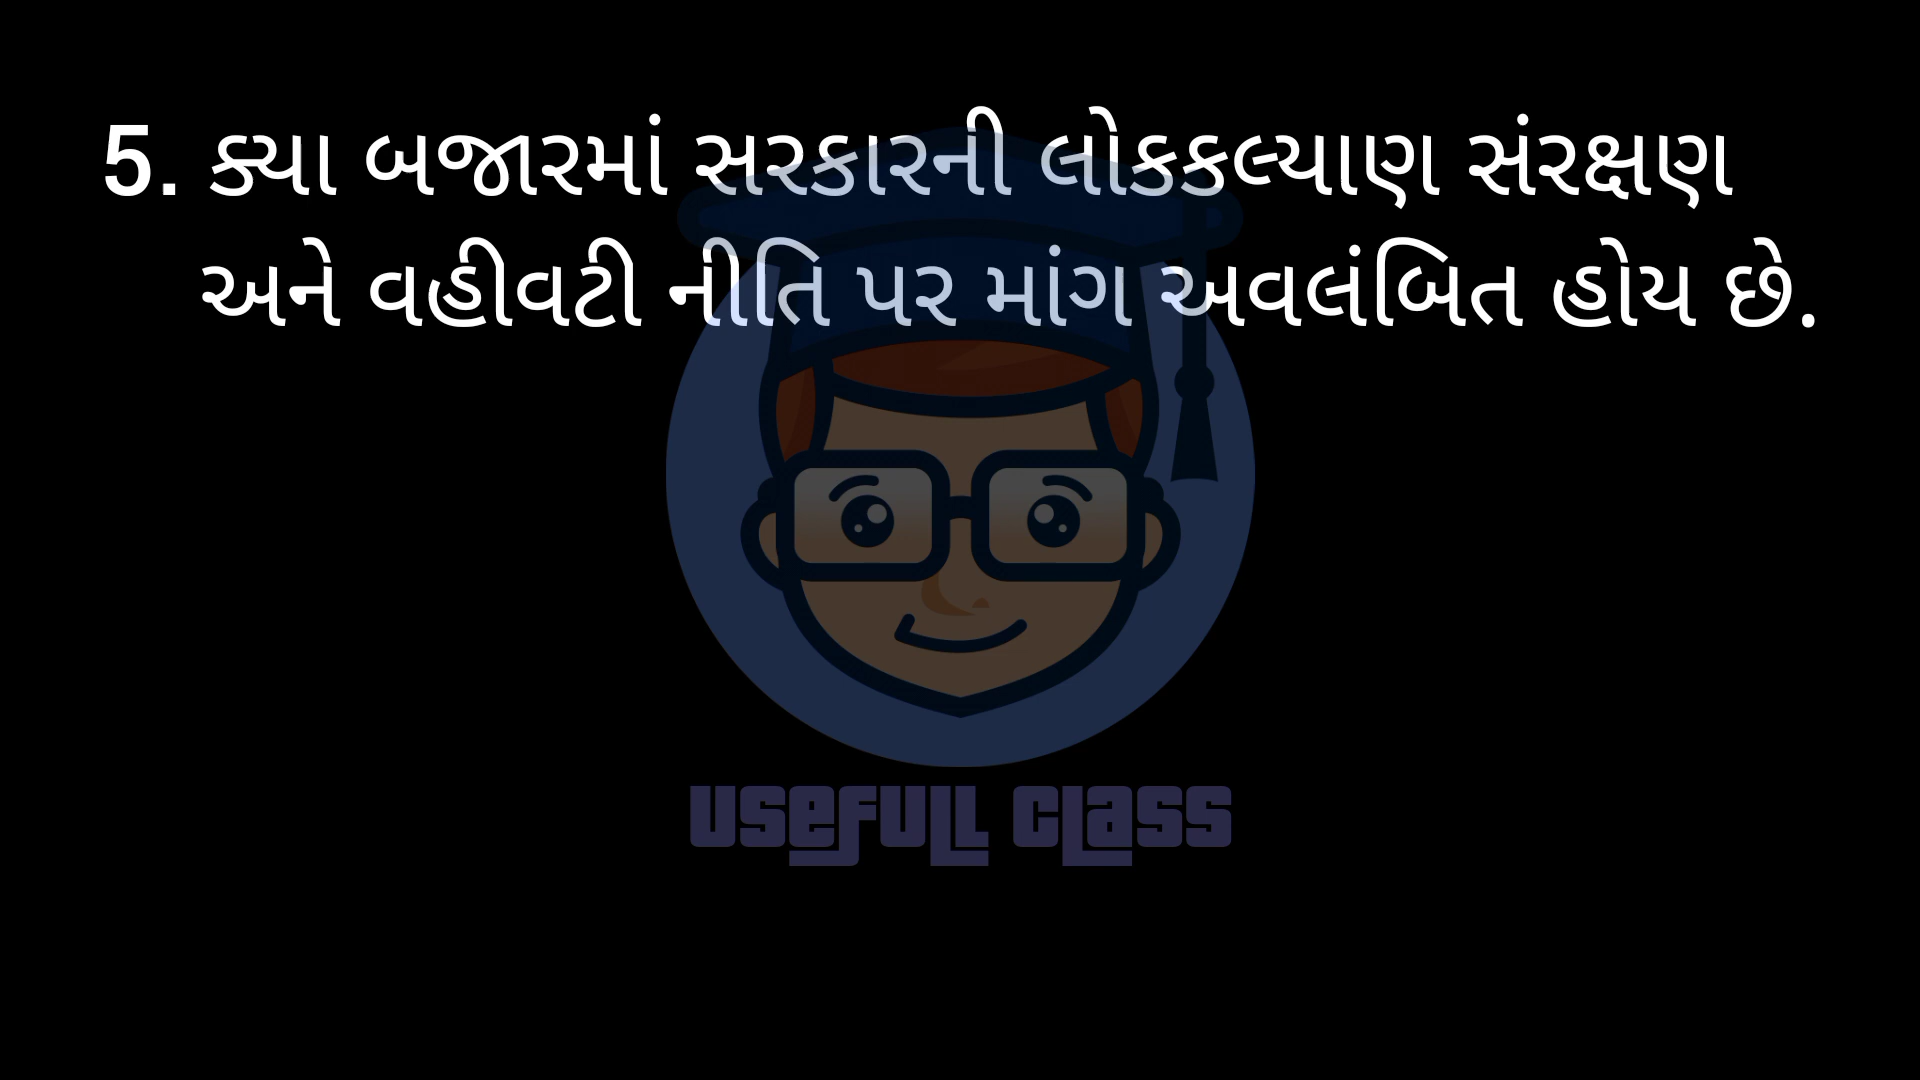 5. ક્યા બજારમાં સરકારની લોકકલ્યાણ સંરક્ષણ
અને વહીવટી નીતિ પર માંગ અવલંબિત હોય છે.
USEFULL CLASS